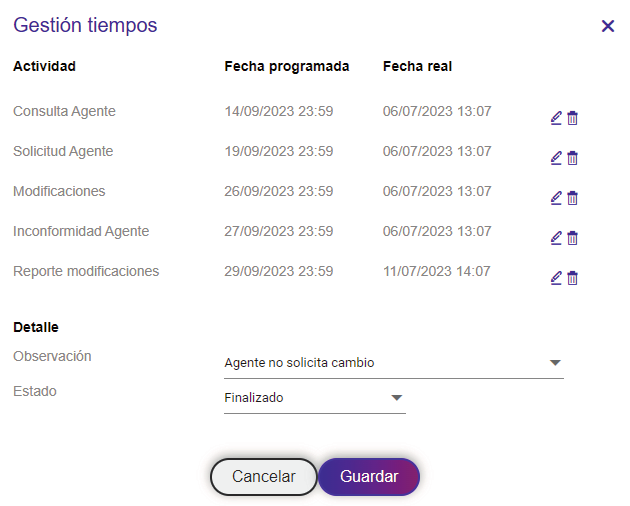 Gestión tiempos
Actividad Fecha programada Fecha real
Consulta Agente 14/09/2023 23:59 06/07/2023 13:07
Solicitud Agente 19/09/2023 23:59 06/07/2023 13:07
Modificaciones 26/09/2023 23:59 06/07/2023 13:07
Inconformidad Agente 27/09/2023 23:59 06/07/2023 13:07
Reporte modificaciones 29/09/2023 23:59 11/07/2023 14:07
Detalle
Observación Agente no solicita cambio
Estado Finalizado
Cancelar Guardar